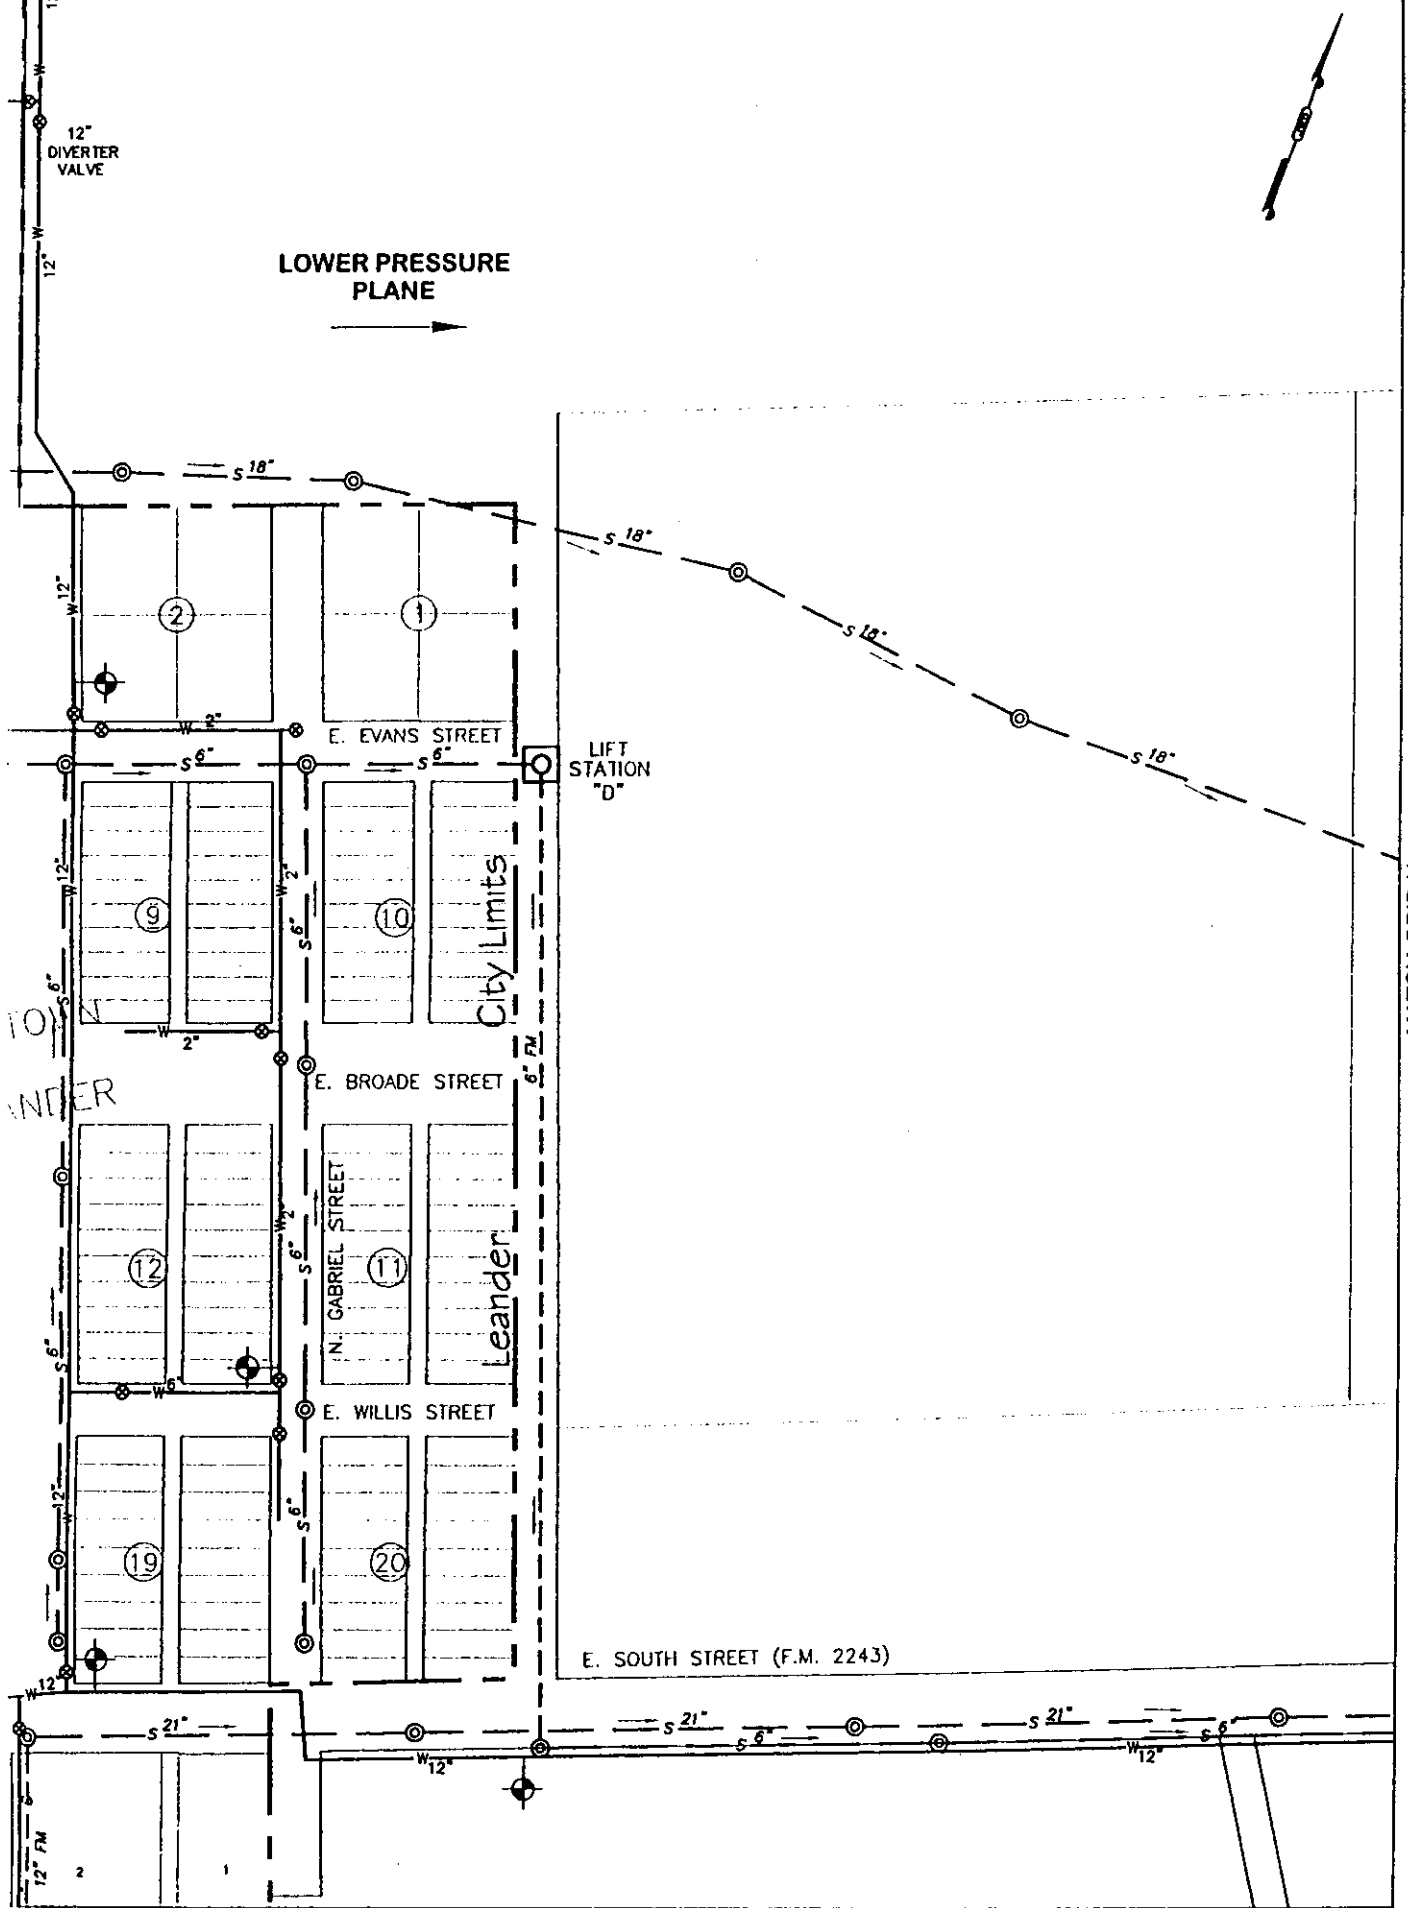 W
12"
DIVERTER
VALVE
W
12"
LOWER PRESSURE
PLANE
S 18"
S 18"
12"
W
2
1
S 18"
W 2"
E. EVANS STREET
S 6"
S 6"
LIFT
STATION
"D"
S 18"
12"
W
W 2"
9
10
S 6"
City Limits
S 6"
W
2"
6" FM
E. BROADE STREET
ANDER
W 2"
N. GABRIEL STREET
12
11
S 6"
Leander
S 6"
W 6"
E. WILLIS STREET
12"
W
S 6"
19
20
E. SOUTH STREET (F.M. 2243)
W 12"
S 21"
S 21"
S 21"
S 6"
S 6"
W 12"
W 12"
12" FM
2
1